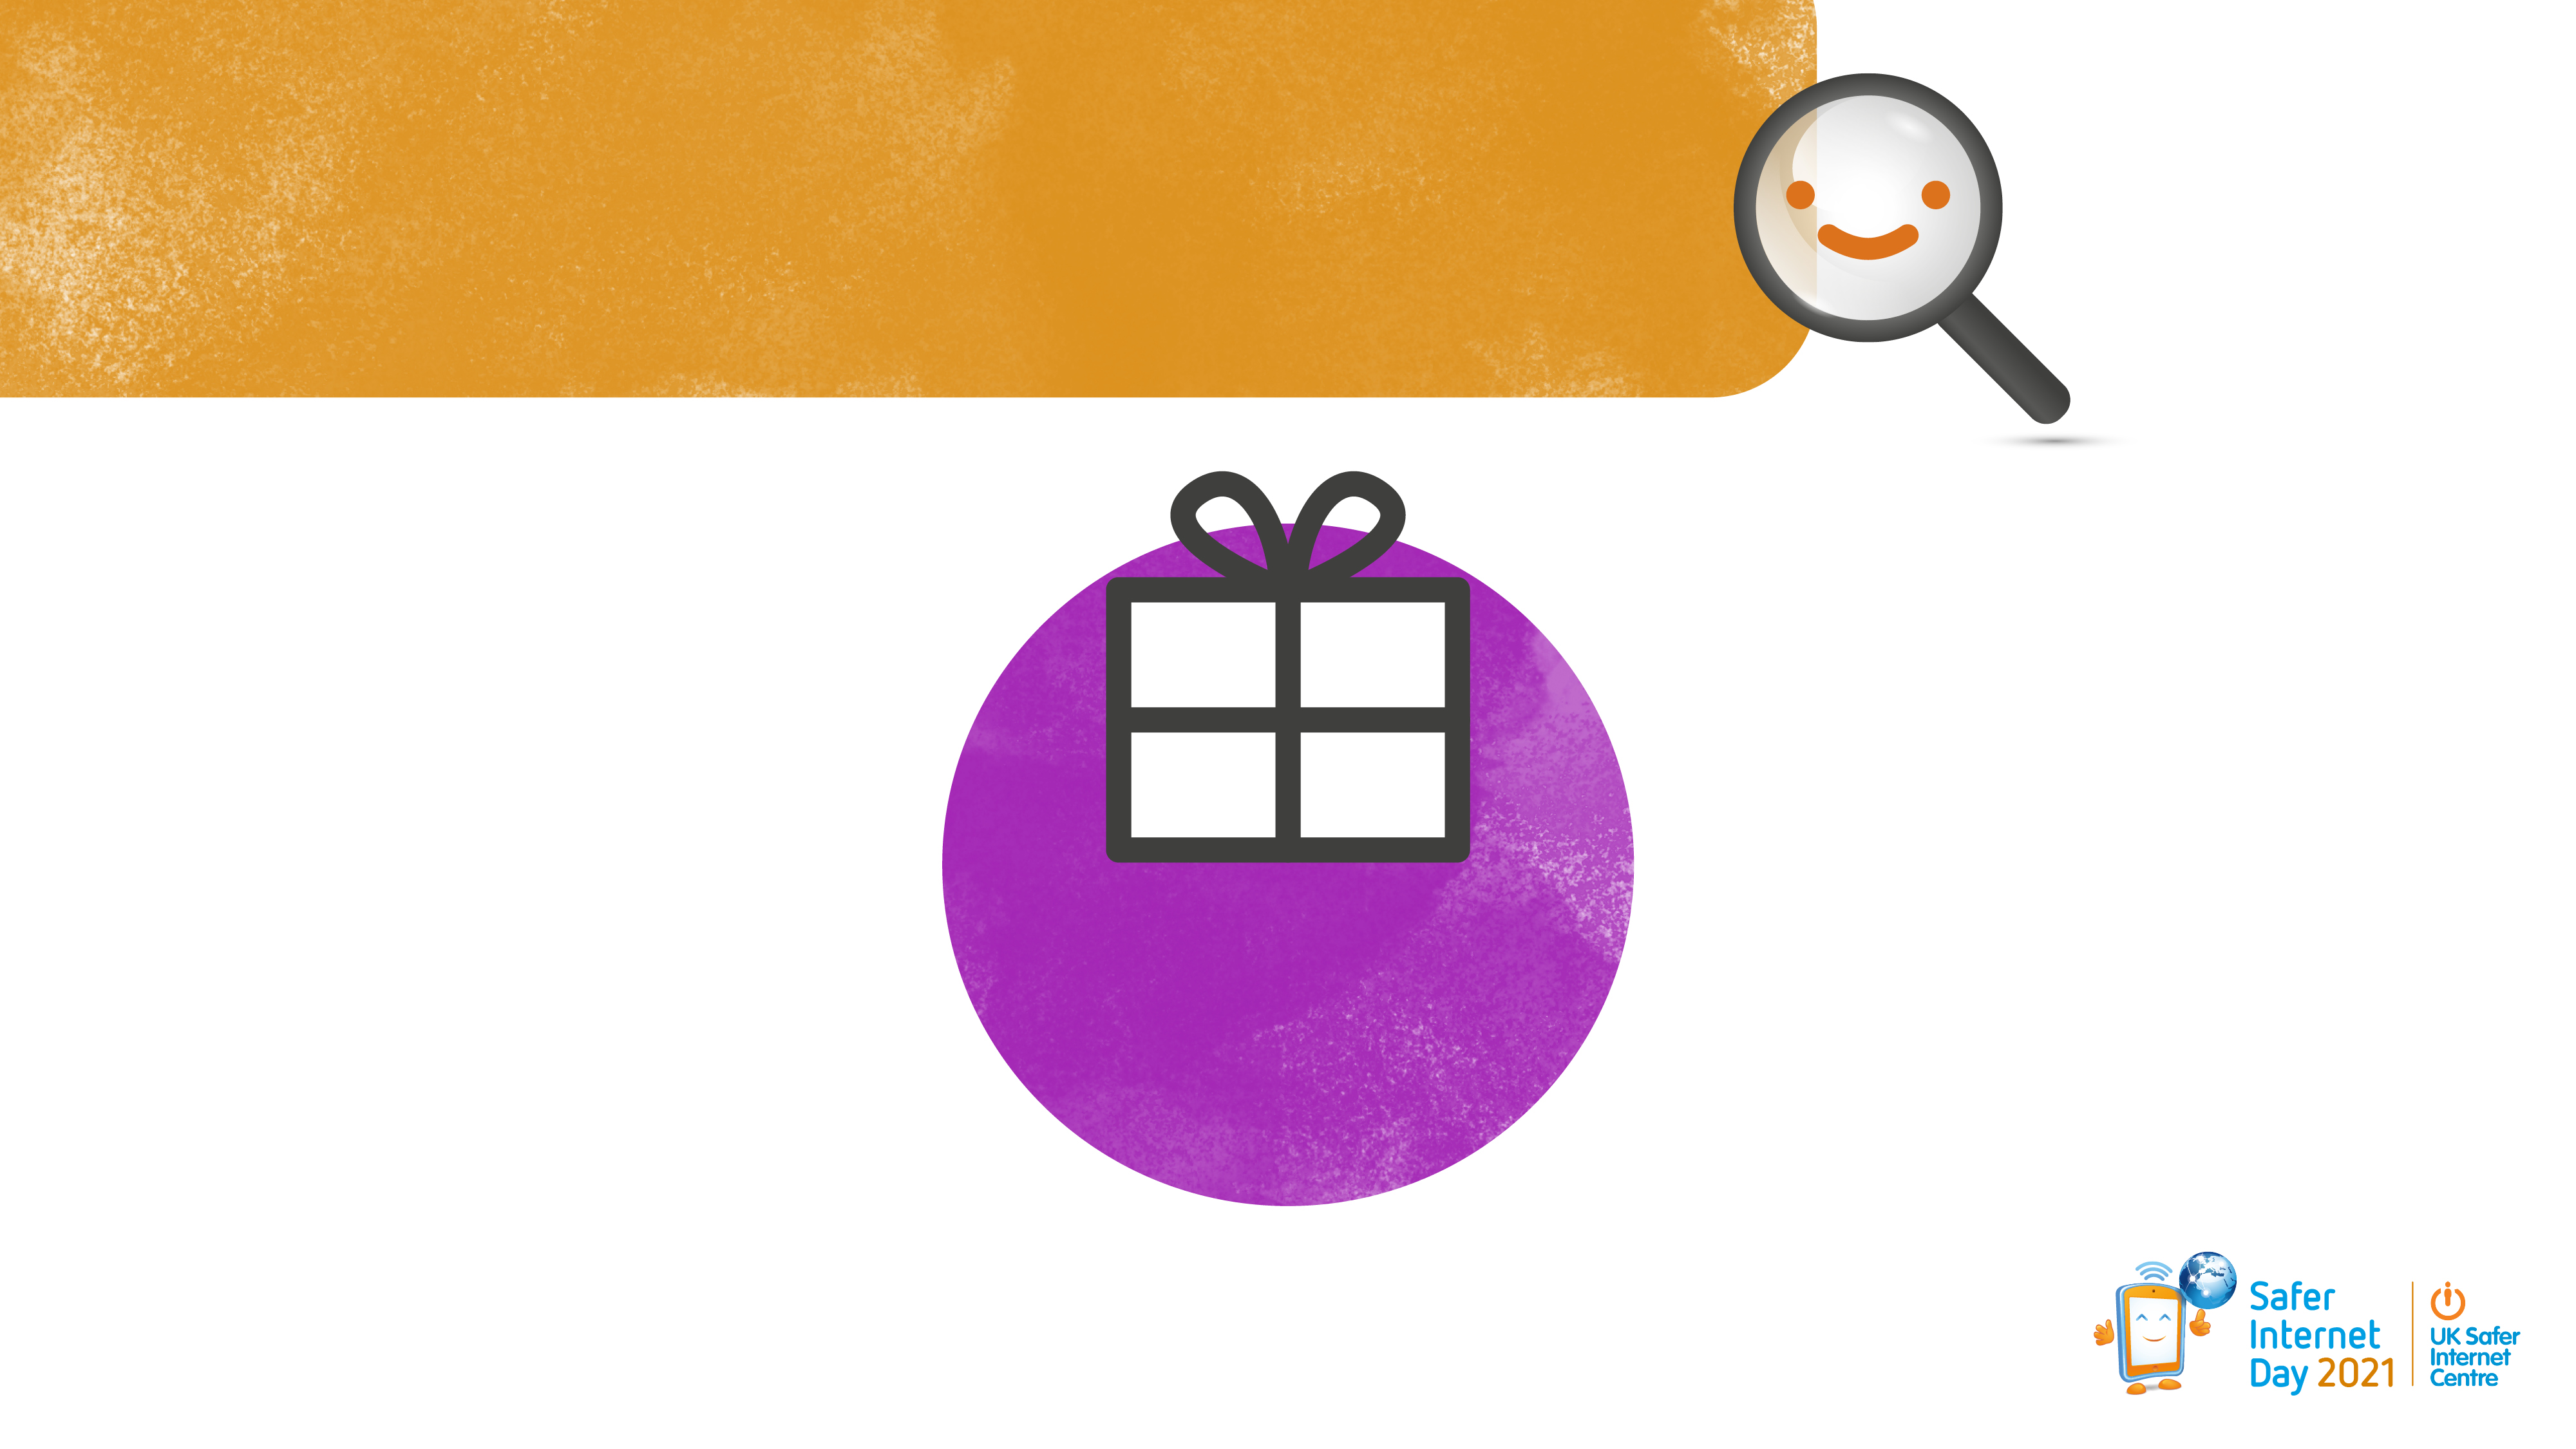 Safer
Internet
Day 2021
UK Safer
Internet
Centre